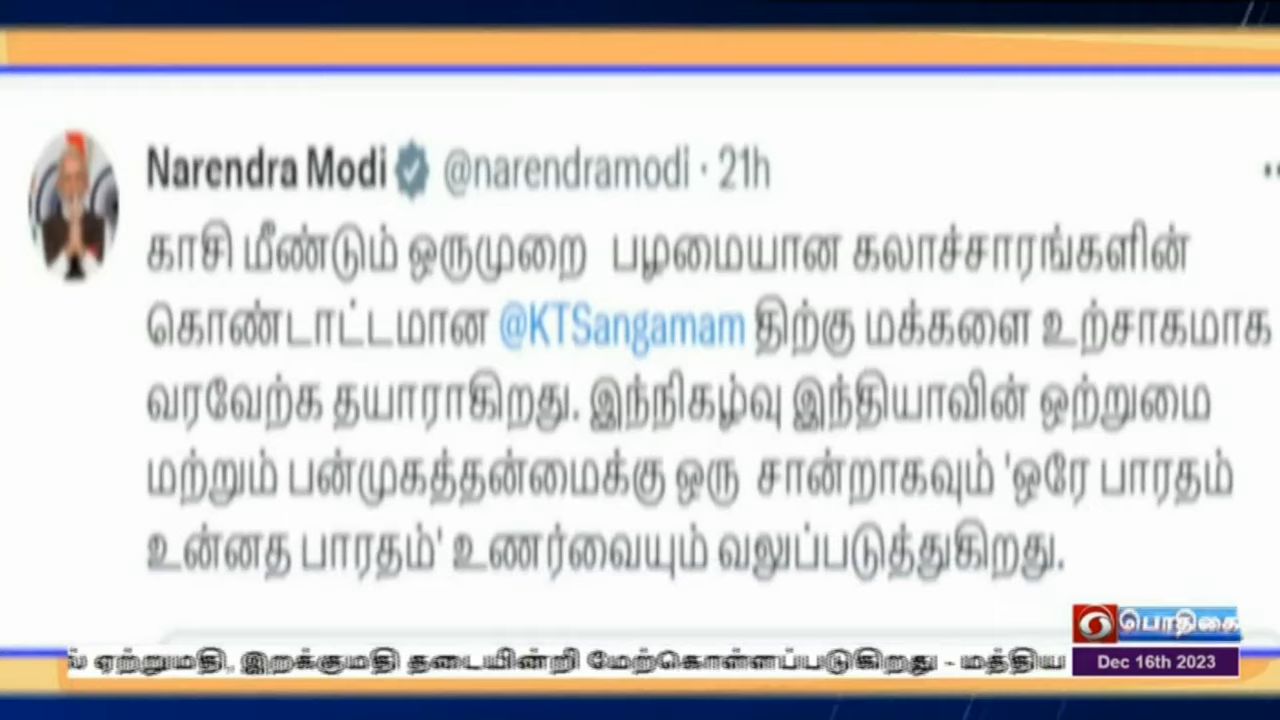 Narendra Modi @narendramodi · 21h
காசி மீண்டும் ஒருமுறை பழமையான கலாச்சாரங்களின்
கொண்டாட்டமான @KTSangamam திற்கு மக்களை உற்சாகமாக
வரவேற்க தயாராகிறது. இந்நிகழ்வு இந்தியாவின் ஒற்றுமை
மற்றும் பன்முகத்தன்மைக்கு ஒரு சான்றாகவும் 'ஒரே பாரதம்
உன்னத பாரதம்' உணர்வையும் வலுப்படுத்துகிறது.
பொதிகை
ஏற்றுமதி, இறக்குமதி தடையின்றி மேற்கொள்ளப்படுகிறது - மத்திய
Dec 16th 2023